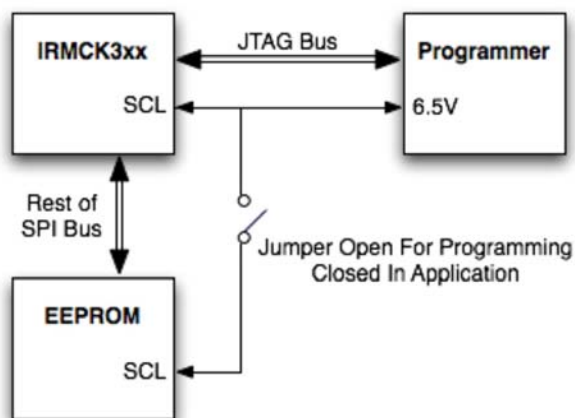 IRMCK3xx
JTAG Bus
Programmer
SCL
6.5V
Rest of
SPI Bus
Jumper Open For Programming
Closed In Application
EEPROM
SCL